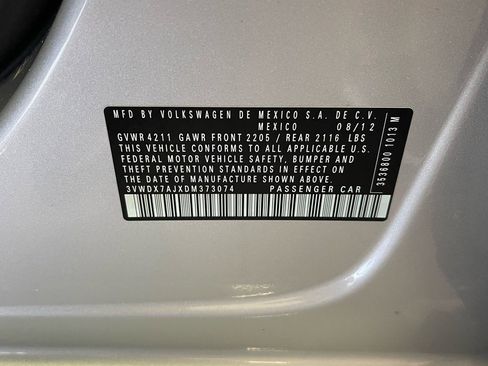 MFD BY VOLKSWAGEN DE MEXICO S.A. DE C.V.
MEXICO 08/12
GVWR 4211 GAWR FRONT 2205 / REAR 2116 LBS
THIS VEHICLE CONFORMS TO ALL APPLICABLE U.S.
FEDERAL MOTOR VEHICLE SAFETY, BUMPER AND
THEFT PREVENTION STANDARDS IN EFFECT ON
THE DATE OF MANUFACTURE SHOWN ABOVE.
3VWDX7AJXDM373074 PASSENGER CAR
3536800 1013 M